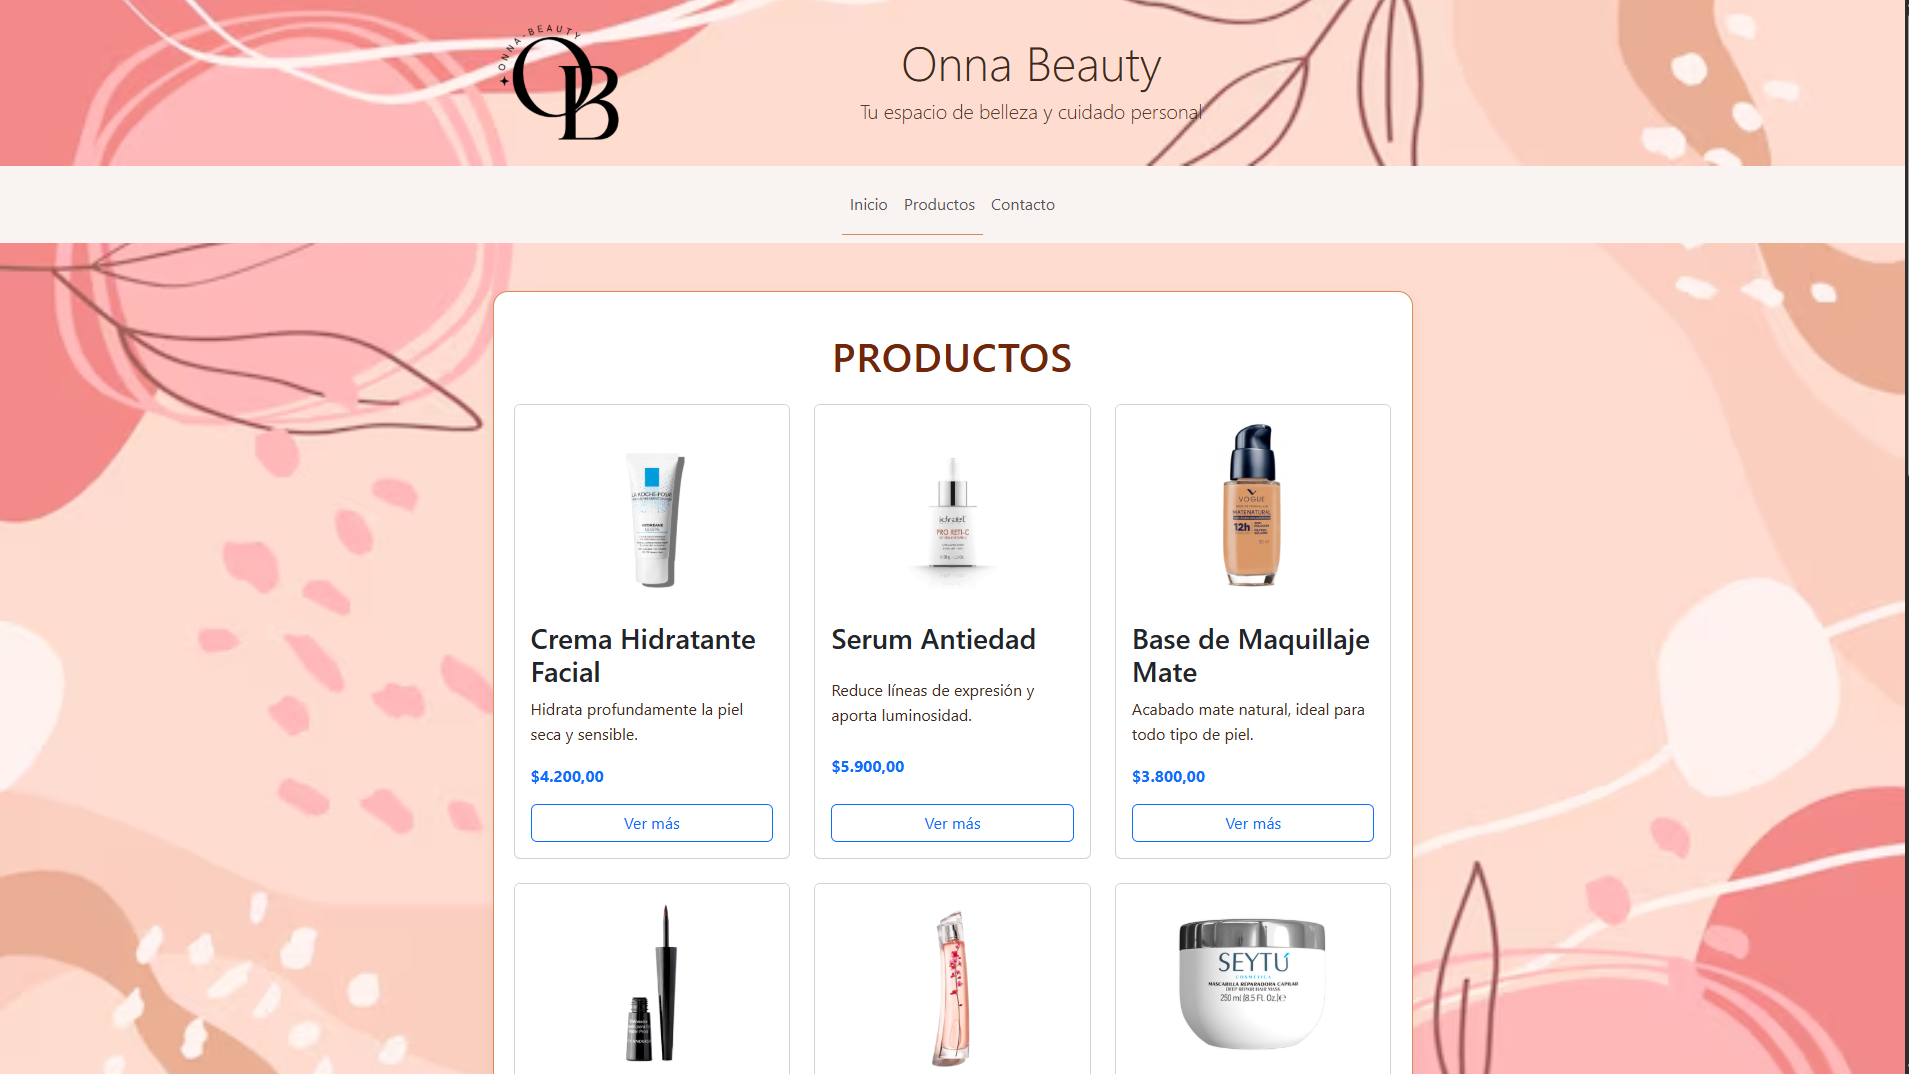 ONNA-BEAUTY
OB
Onna Beauty
Tu espacio de belleza y cuidado personal
Inicio Productos Contacto
PRODUCTOS
LA ROCHE-POSAY
HYDREANE
PRO RETI-C
VOGUE
MATE NATURAL
12h
Crema Hidratante
Facial
Serum Antiedad
Base de Maquillaje
Mate
Hidrata profundamente la piel
seca y sensible.
Reduce líneas de expresión y
aporta luminosidad.
Acabado mate natural, ideal para
todo tipo de piel.
$4.200,00
$5.900,00
$3.800,00
Ver más
Ver más
Ver más
SEYTÚ
COSMÉTICA
MASCARILLA REPARADORA CAPILAR
DEEP REPAIR HAIR MASK
250 ml (8.5 Fl. Oz.)